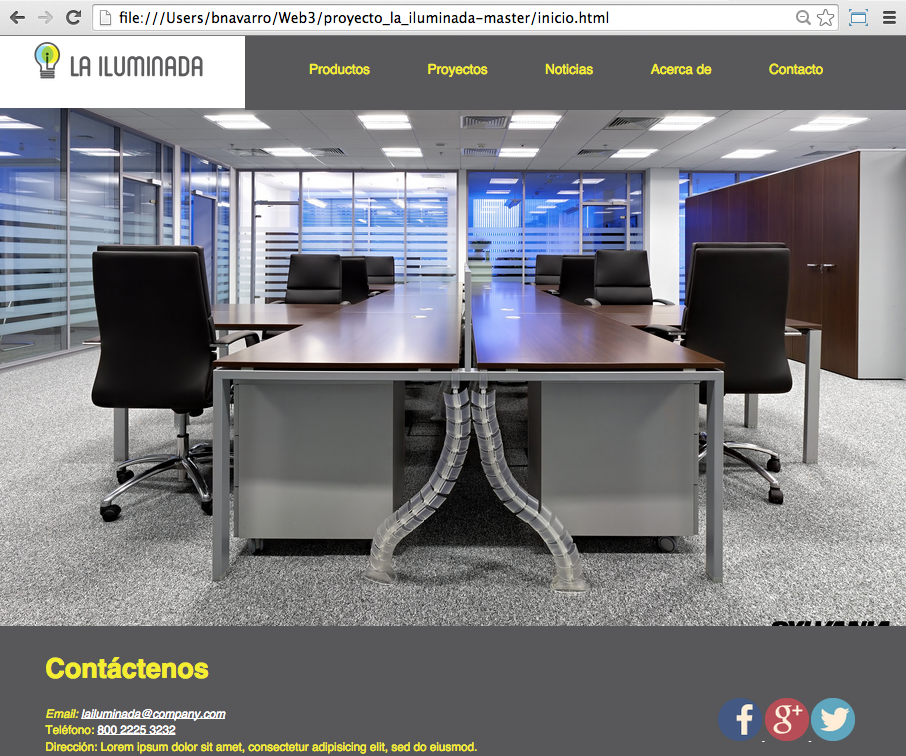 file:///Users/bnavarro/Web3/proyecto_la_iluminada-master/inicio.html
LA ILUMINADA
Productos Proyectos Noticias Acerca de Contacto
SYLVANIA
Contáctenos
Email: lailuminada@company.com
Teléfono: 800 2225 3232
Dirección: Lorem ipsum dolor sit amet, consectetur adipisicing elit, sed do eiusmod.
f g+